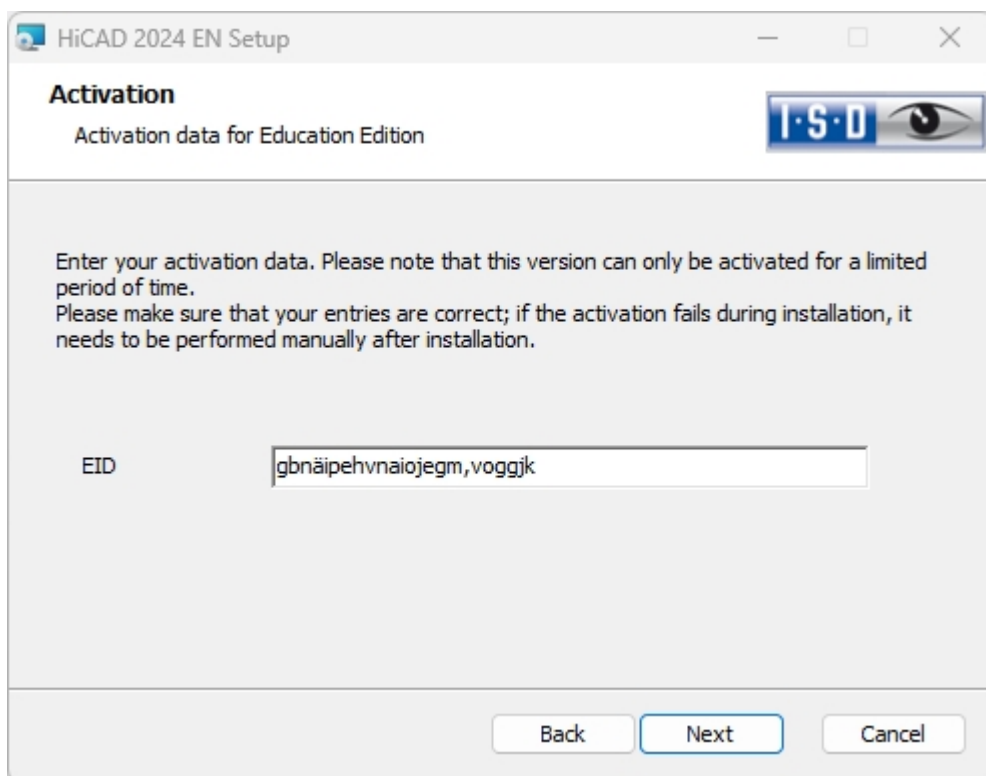 HiCAD 2024 EN Setup
Activation
Activation data for Education Edition
I·S·D
Enter your activation data. Please note that this version can only be activated for a limited
period of time.
Please make sure that your entries are correct; if the activation fails during installation, it
needs to be performed manually after installation.
EID gbnäipehvnaiojegm,voggjk
Back Next Cancel